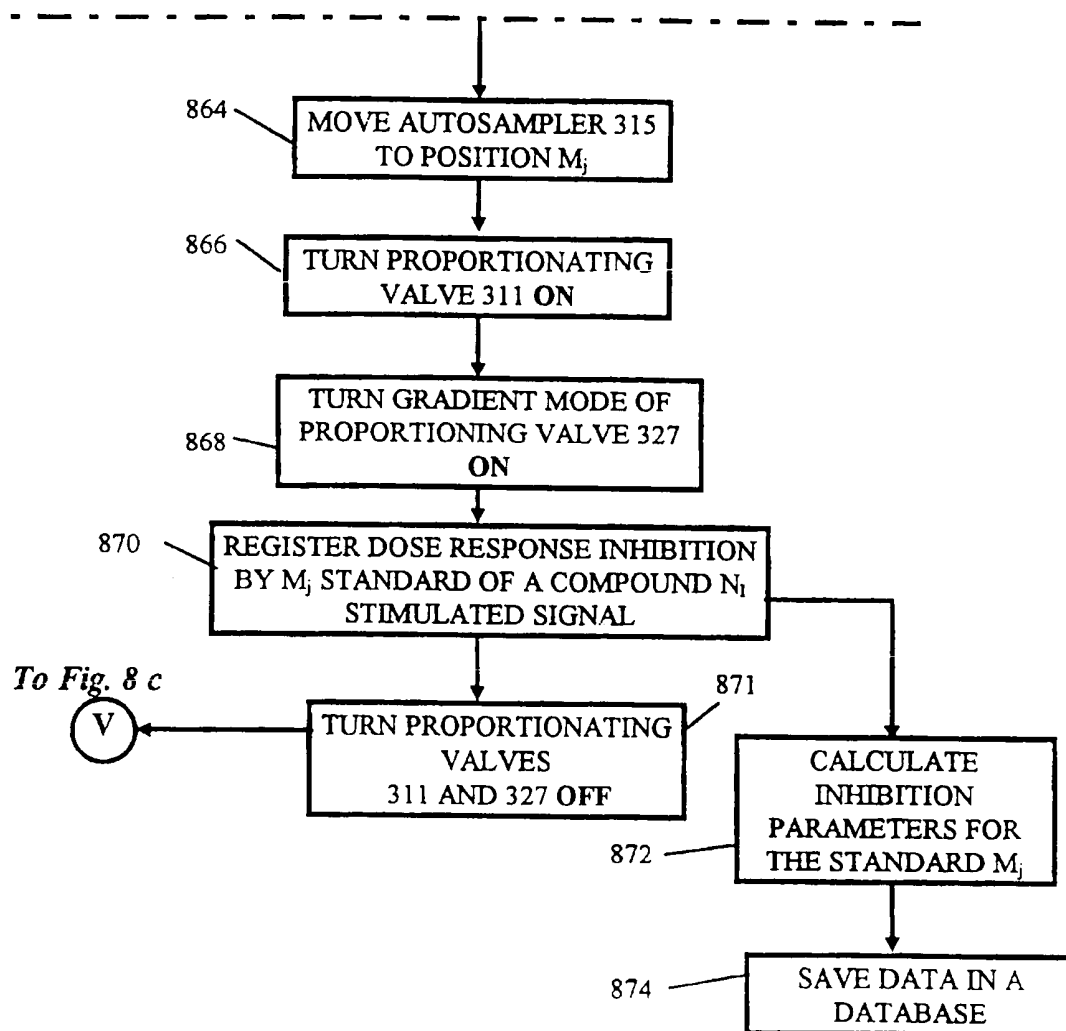 864
MOVE AUTOSAMPLER 315
TO POSITION Mj
866
TURN PROPORTIONATING
VALVE 311 ON
868
TURN GRADIENT MODE OF
PROPORTIONING VALVE 327
ON
870
REGISTER DOSE RESPONSE INHIBITION
BY Mj STANDARD OF A COMPOUND NI
STIMULATED SIGNAL
To Fig. 8 c
V
871
TURN PROPORTIONATING
VALVES
311 AND 327 OFF
872
CALCULATE
INHIBITION
PARAMETERS FOR
THE STANDARD Mj
874
SAVE DATA IN A
DATABASE